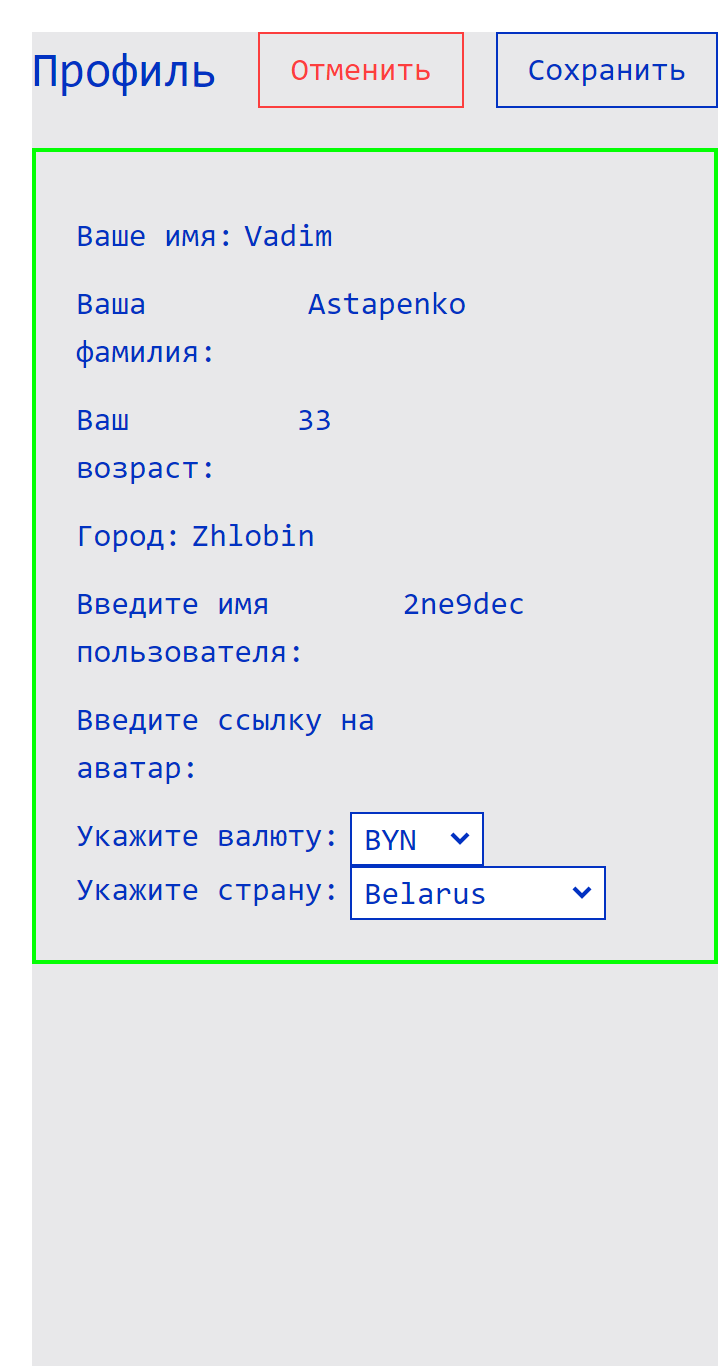 Профиль Отменить Сохранить
Ваше имя: Vadim
Ваша Astapenko
фамилия:
Ваш 33
возраст:
Город: Zhlobin
Введите имя 2ne9dec
пользователя:
Введите ссылку на
аватар:
Укажите валюту: BYN
Укажите страну: Belarus